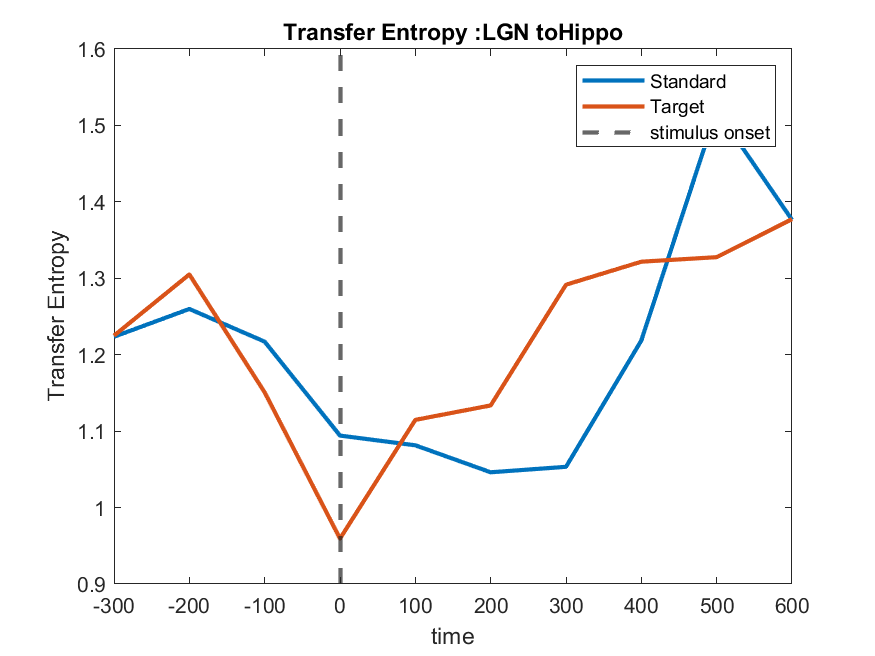 Transfer Entropy :LGN toHippo
1.6
1.5
1.4
1.3
1.2
1.1
1
0.9
Transfer Entropy
Standard
Target
stimulus onset
-300 -200 -100 0 100 200 300 400 500 600
time